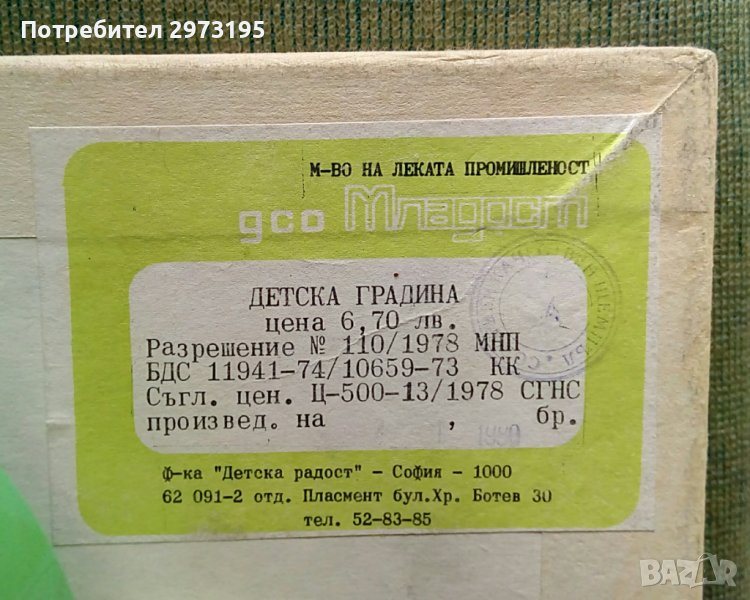 Потребител 2973195
М-ВО НА ЛЕКАТА ПРОМИШЛЕНОСТ
дсо Младост
ДЕТСКА ГРАДИНА
цена 6,70 лв.
Разрешение № 110/1978 МНП
БДС 11941-74/10659-73 КК
Съгл. цен. Ц-500-13/1978 СГНС
произвед. на , бр.
1990
Ф-ка "Детска радост" - София - 1000
62 091-2 отд. Пласмент бул.Хр. Ботев 30
тел. 52-83-85
BAZAR